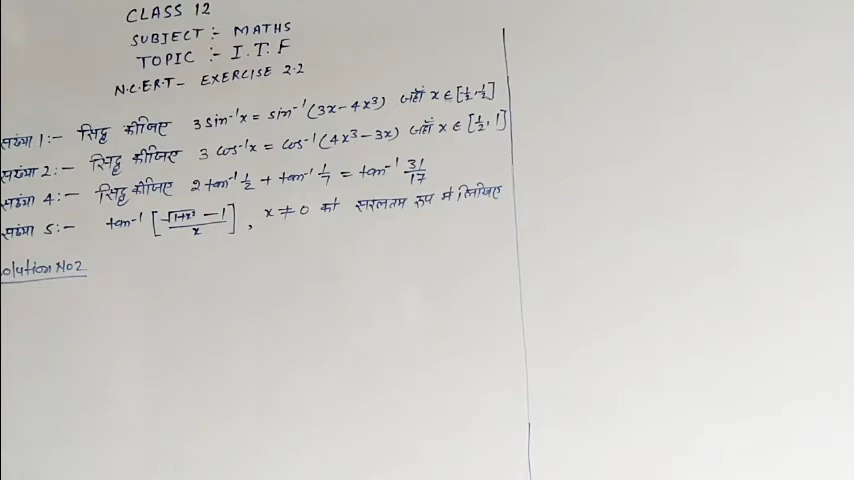 CLASS 12
SUBJECT :- MATHS
TOPIC :- I.T.F
N.C.E.R.T- EXERCISE 2.2
संख्या 1:- सिद्ध कीजिए 3 sin⁻¹x = sin⁻¹(3x-4x³) जहाँ x ∈ [-½, ½]
संख्या 2:- सिद्ध कीजिए 3 cos⁻¹x = cos⁻¹(4x³-3x) जहाँ x ∈ [½, 1]
संख्या 4:- सिद्ध कीजिए 2 tan⁻¹ 1/2 + tan⁻¹ 1/7 = tan⁻¹ 31/17
संख्या 5:- tan⁻¹ [(√1+x² - 1)/x], x ≠ 0 को सरलतम रूप में लिखिए
olution No2